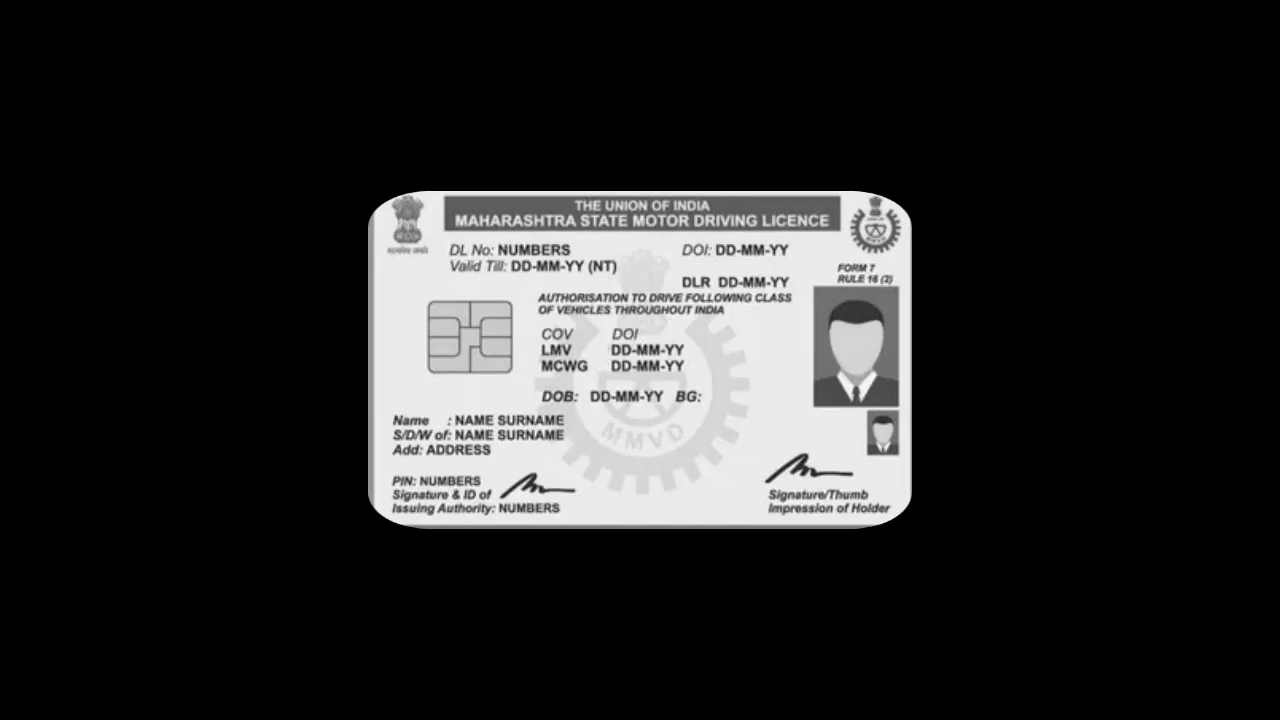 THE UNION OF INDIA
MAHARASHTRA STATE MOTOR DRIVING LICENCE
DL No: NUMBERS DOI: DD-MM-YY
Valid Till: DD-MM-YY (NT)
FORM 7
RULE 16 (2)
DLR DD-MM-YY
AUTHORISATION TO DRIVE FOLLOWING CLASS
OF VEHICLES THROUGHOUT INDIA
COV DOI
LMV DD-MM-YY
MCWG DD-MM-YY
DOB: DD-MM-YY BG:
MMVD
Name : NAME SURNAME
S/D/W of: NAME SURNAME
Add: ADDRESS
PIN: NUMBERS
Signature & ID of
Issuing Authority: NUMBERS
Signature/Thumb
Impression of Holder